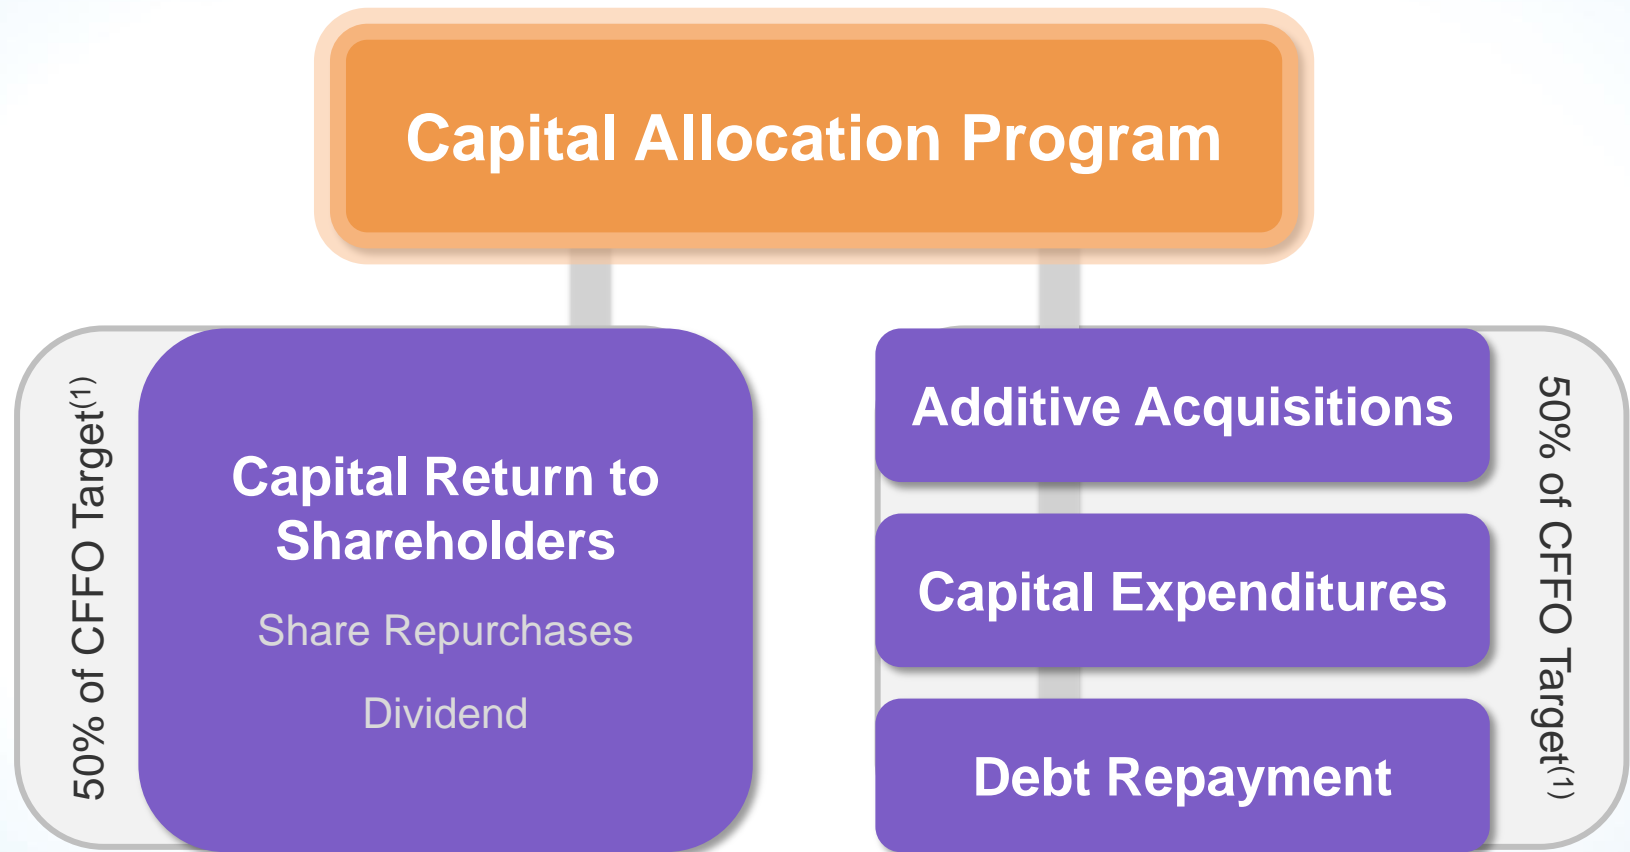 Capital Allocation Program
50% of CFFO Target(1)
Capital Return to
Shareholders
Share Repurchases
Dividend
Additive Acquisitions
Capital Expenditures
Debt Repayment
50% of CFFO Target(1)